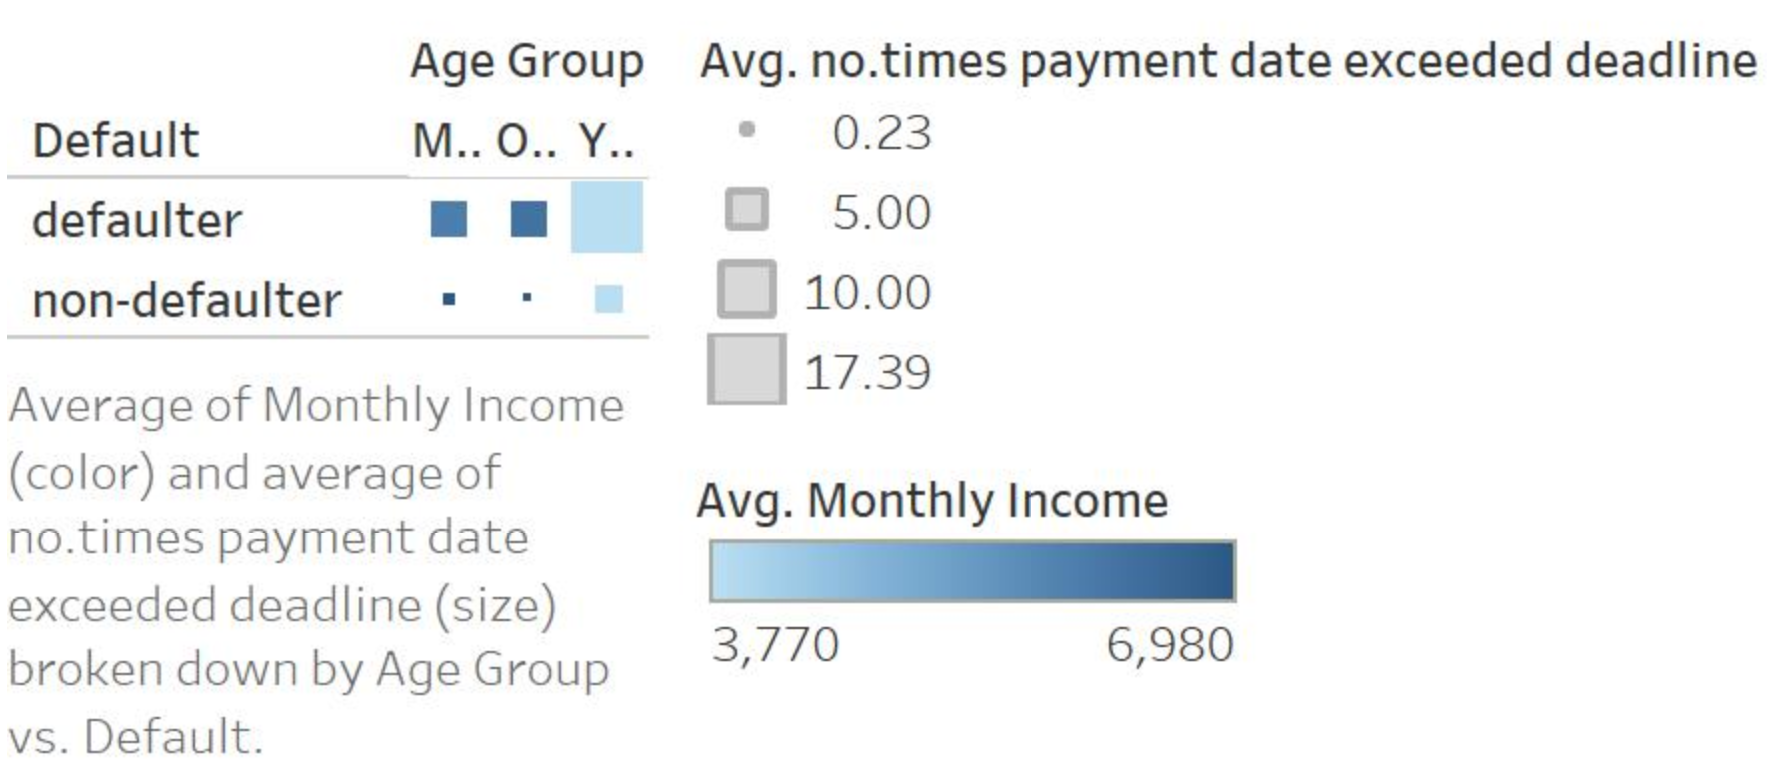 Age Group
Default M.. O.. Y..
defaulter
non-defaulter
Average of Monthly Income
(color) and average of
no.times payment date
exceeded deadline (size)
broken down by Age Group
vs. Default.
Avg. no.times payment date exceeded deadline
0.23
5.00
10.00
17.39
Avg. Monthly Income
3,770 6,980